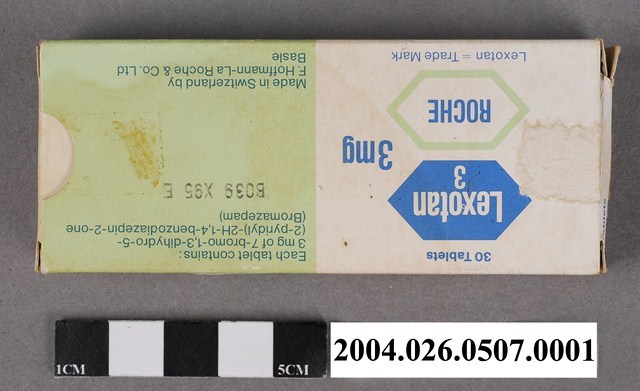 30 Tablets
Lexotan
3
3mg
ROCHE
Lexotan = Trade Mark
Each tablet contains:
3 mg of 7-bromo-1,3-dihydro-5-
(2-pyridyl)-2H-1,4-benzodiazepin-2-one
(Bromazepam)
B039 X95 E
Made in Switzerland by
F. Hoffmann-La Roche & Co. Ltd
Basle
1CM
5CM
2004.026.0507.0001